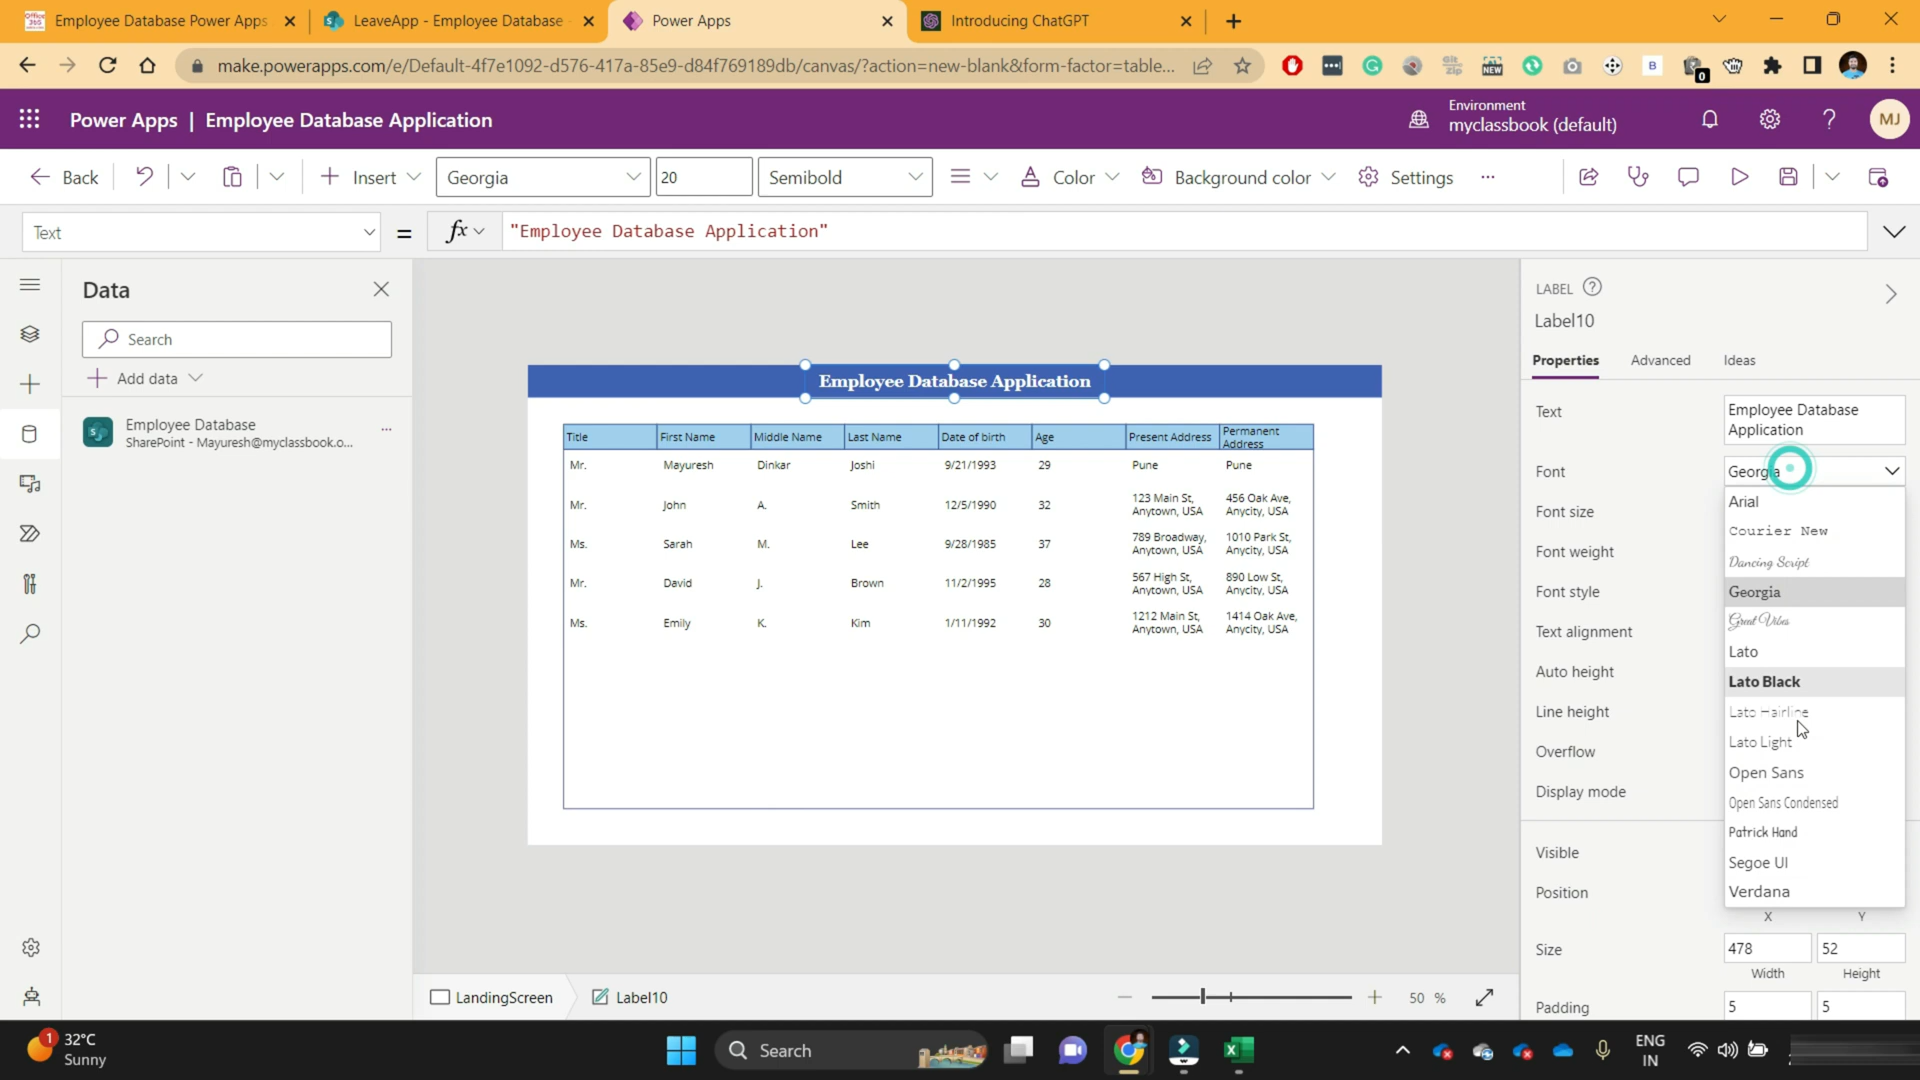 Employee Database Power Apps
LeaveApp - Employee Database -
Power Apps
Introducing ChatGPT
make.powerapps.com/e/Default-4f7e1092-d576-417a-85e9-d84f769189db/canvas/?action=new-blank&form-factor=table...
NEW
B
0
Power Apps | Employee Database Application
Environment
myclassbook (default)
MJ
Back
Insert
Georgia
20
Semibold
Color
Background color
Settings
Text
=
fx
"Employee Database Application"
Data
Search
Add data
Employee Database
SharePoint - Mayuresh@myclassbook.o...
Employee Database Application
Title First Name Middle Name Last Name Date of birth Age Present Address Permanent Address
Mr. Mayuresh Dinkar Joshi 9/21/1993 29 Pune Pune
Mr. John A. Smith 12/5/1990 32 123 Main St, Anytown, USA 456 Oak Ave, Anycity, USA
Ms. Sarah M. Lee 9/28/1985 37 789 Broadway, Anytown, USA 1010 Park St, Anycity, USA
Mr. David J. Brown 11/2/1995 28 567 High St, Anytown, USA 890 Low St, Anycity, USA
Ms. Emily K. Kim 1/11/1992 30 1212 Main St, Anytown, USA 1414 Oak Ave, Anycity, USA
LABEL
Label10
Properties Advanced Ideas
Text
Employee Database
Application
Font
Georgia
Font size
Font weight
Font style
Text alignment
Auto height
Line height
Overflow
Display mode
Visible
Position
Arial
Courier New
Dancing Script
Georgia
Great Vibes
Lato
Lato Black
Lato Hairline
Lato Light
Open Sans
Open Sans Condensed
Patrick Hand
Segoe UI
Verdana
X Y
Size 478 52
Width Height
Padding 5 5
LandingScreen
Label10
50 %
1
32°C
Sunny
Search
ENG
IN